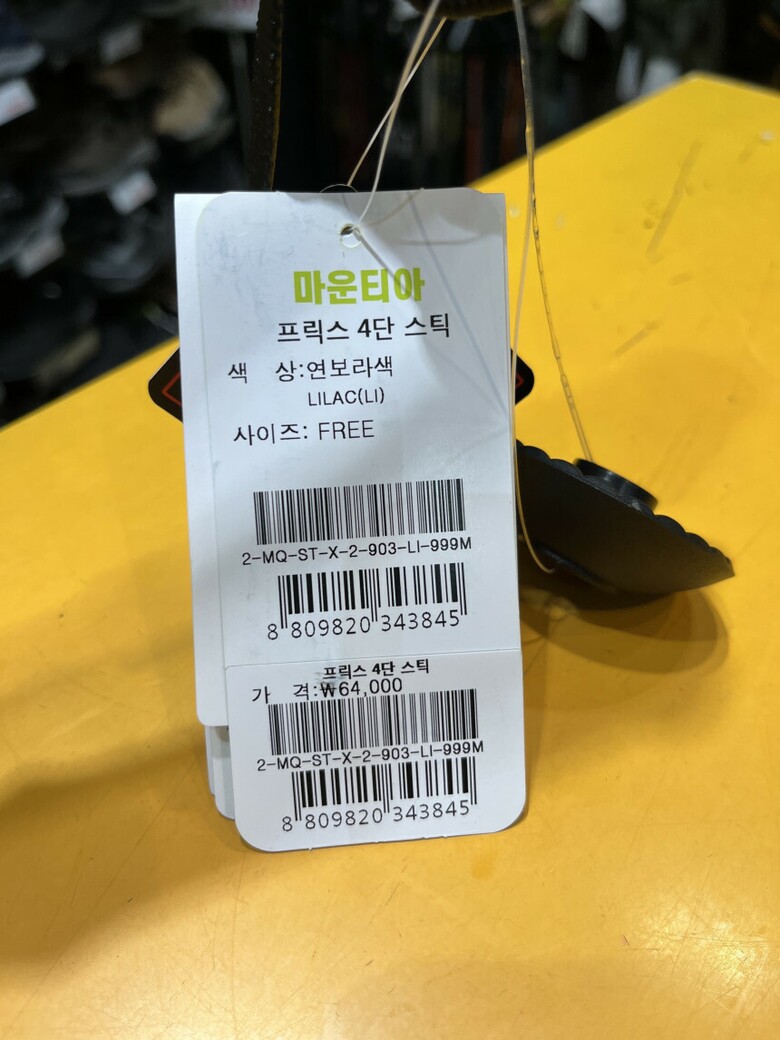 마운티아
프릭스 4단 스틱
색 상:연보라색
LILAC(LI)
사이즈: FREE
2-MQ-ST-X-2-903-LI-999M
8 809820 343845
프릭스 4단 스틱
가 격:₩64,000
2-MQ-ST-X-2-903-LI-999M
8 809820 343845